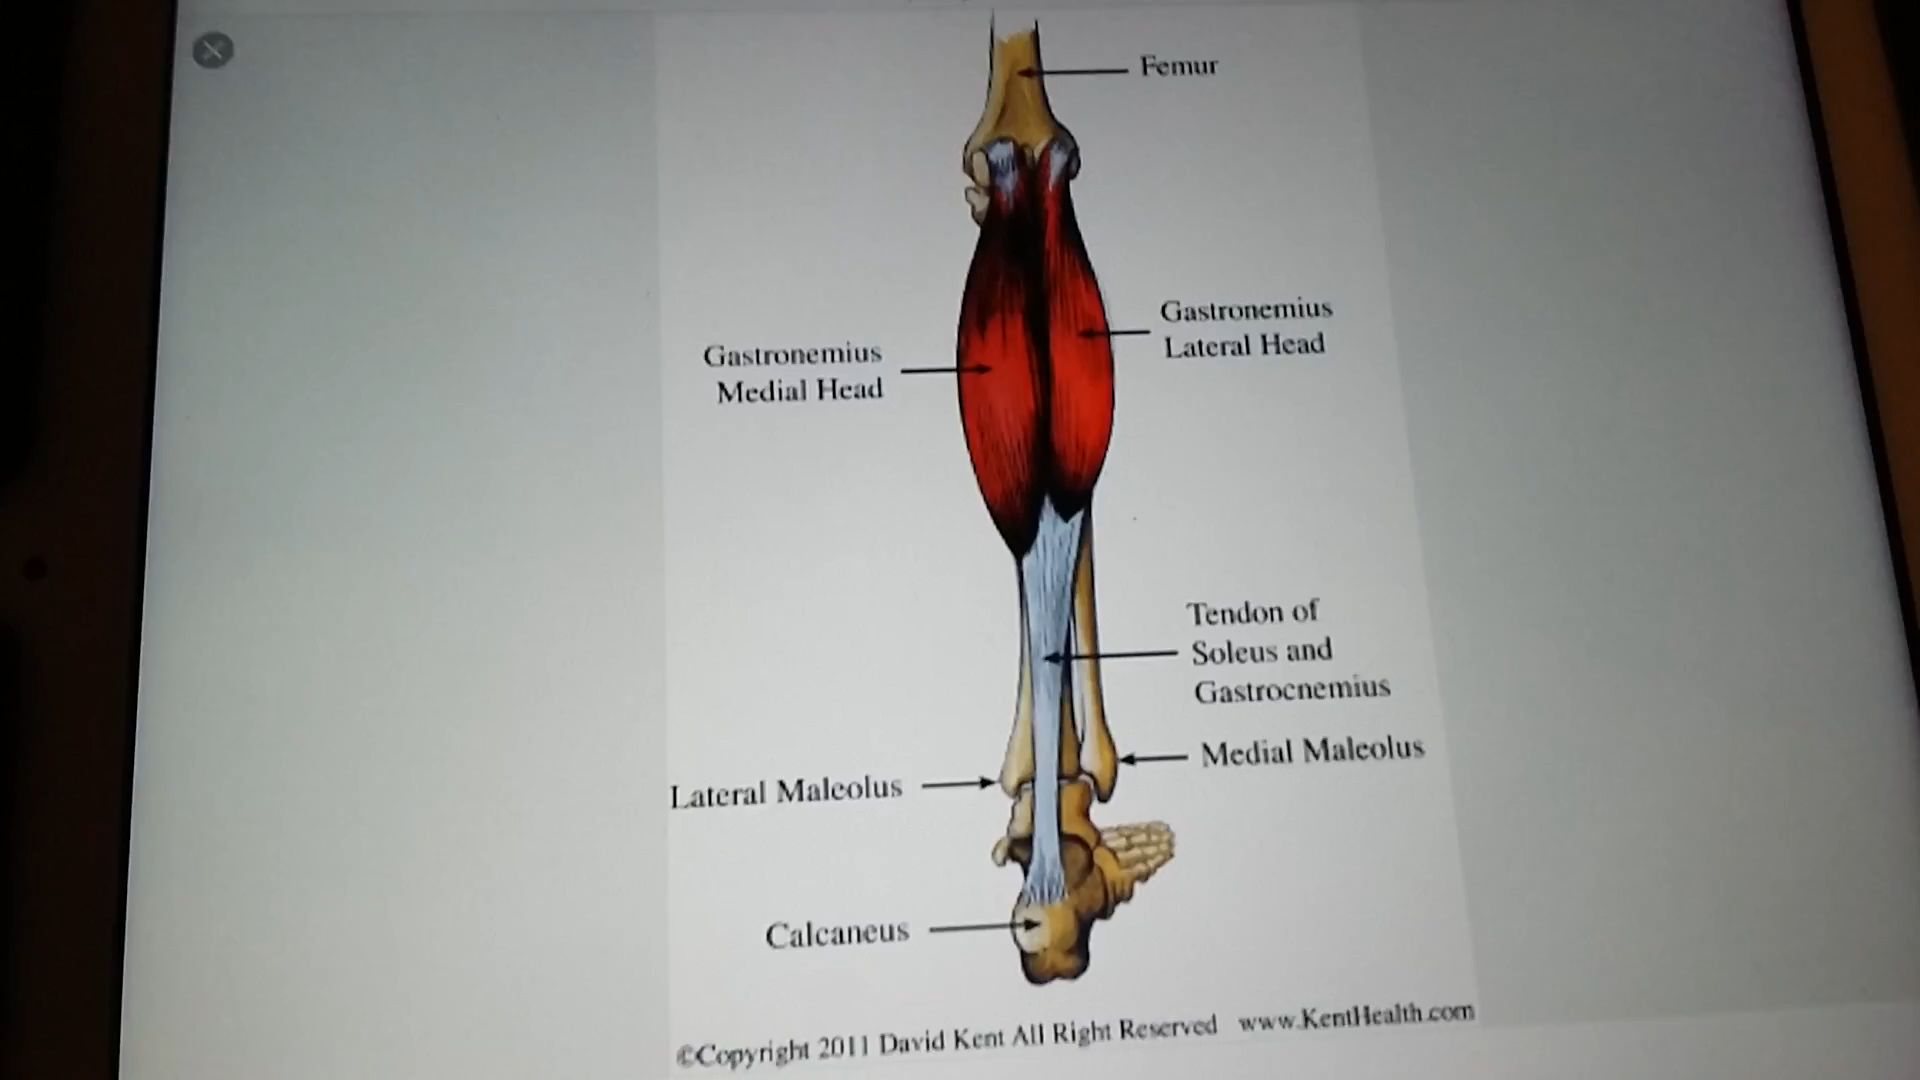 Femur
Gastronemius
Lateral Head
Gastronemius
Medial Head
Tendon of
Soleus and
Gastrocnemius
Medial Maleolus
Lateral Maleolus
Calcaneus
©Copyright 2011 David Kent All Right Reserved www.KentHealth.com